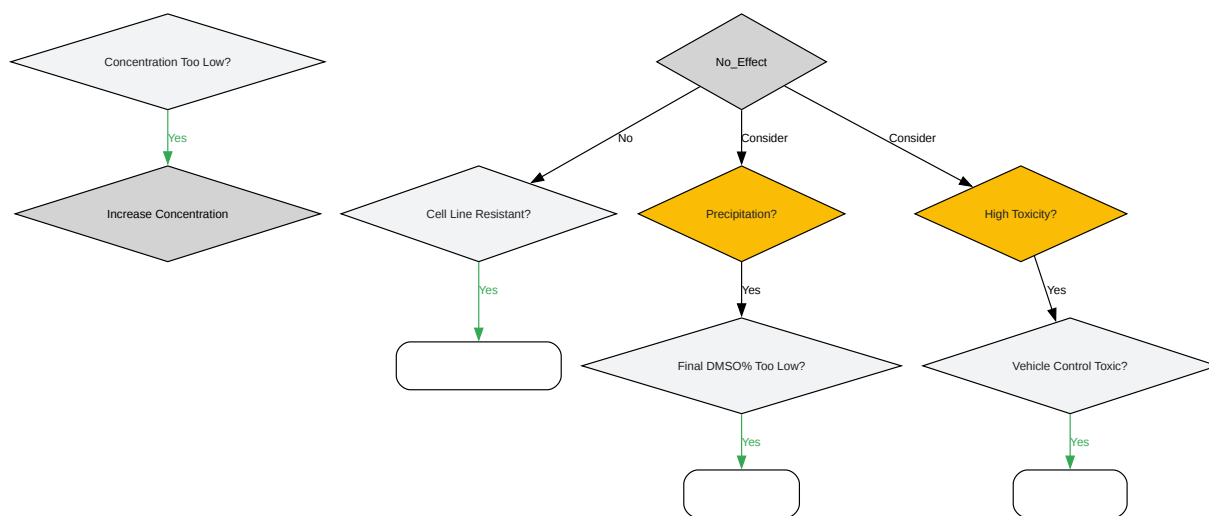 Concentration Too Low?
No_Effect
Yes
No
Consider
Consider
Increase Concentration
Cell Line Resistant?
Precipitation?
High Toxicity?
Yes
Yes
Yes
Final DMSO% Too Low?
Vehicle Control Toxic?
Yes
Yes